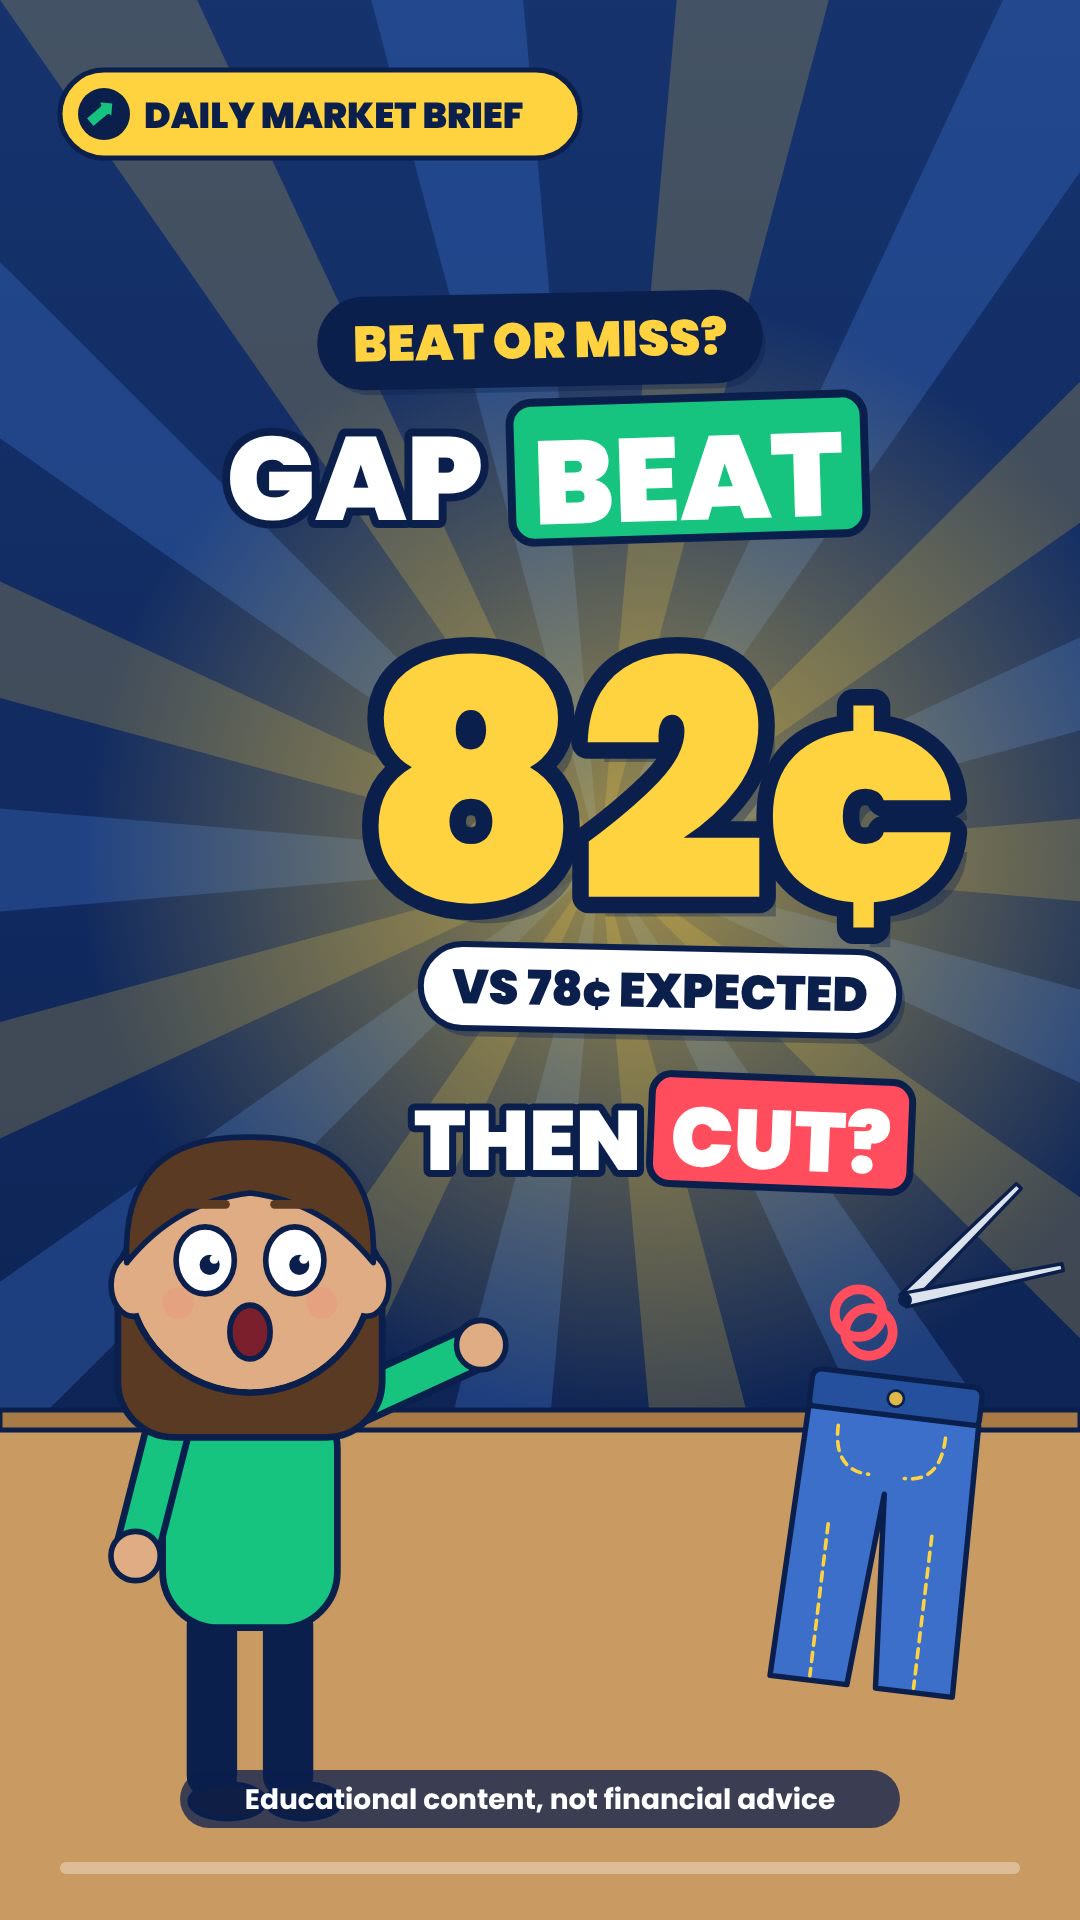 DAILY MARKET BRIEF
BEAT OR MISS?
GAP BEAT
82¢
VS 78¢ EXPECTED
THEN CUT?
Educational content, not financial advice